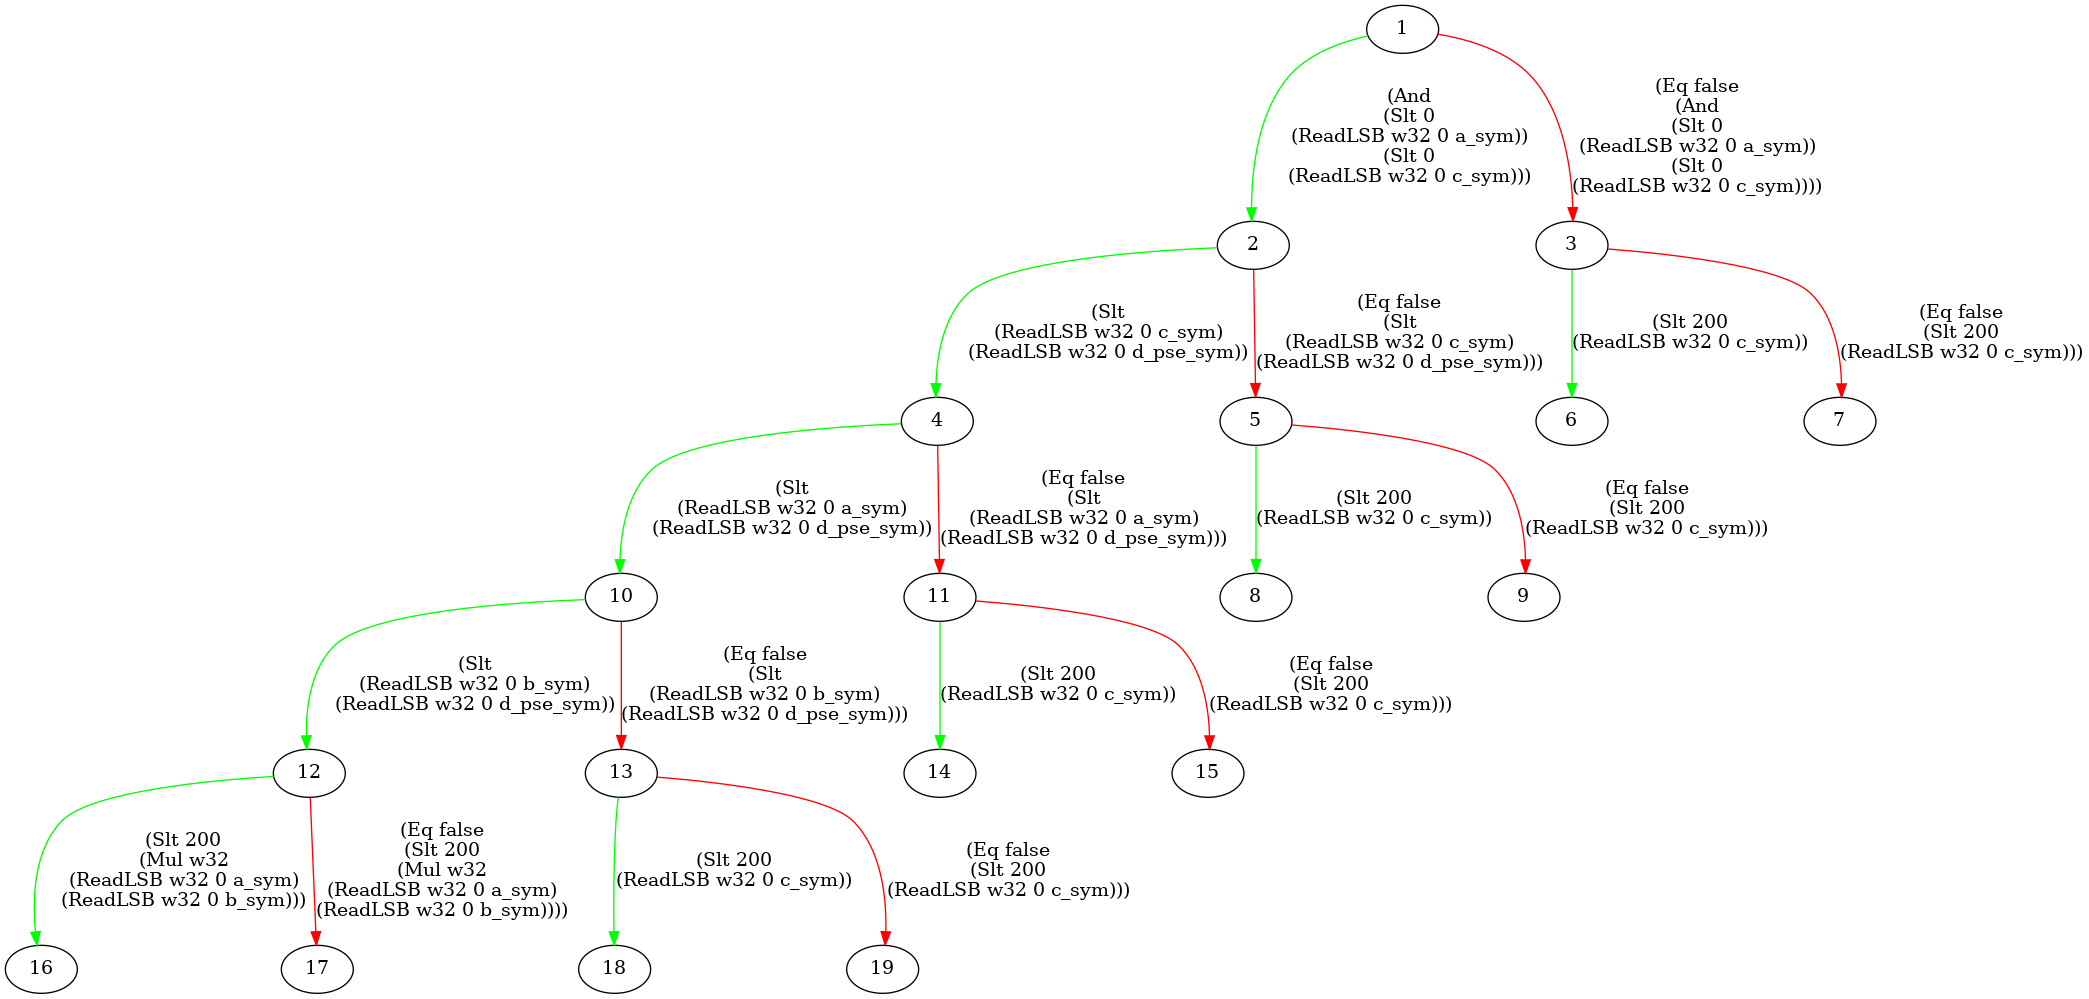 1
(And
(Slt 0
(ReadLSB w32 0 a_sym))
(Slt 0
(ReadLSB w32 0 c_sym)))
(Eq false
(And
(Slt 0
(ReadLSB w32 0 a_sym))
(Slt 0
(ReadLSB w32 0 c_sym))))
2
3
(Slt
(ReadLSB w32 0 c_sym)
(ReadLSB w32 0 d_pse_sym))
(Eq false
(Slt
(ReadLSB w32 0 c_sym)
(ReadLSB w32 0 d_pse_sym)))
(Slt 200
(ReadLSB w32 0 c_sym))
(Eq false
(Slt 200
(ReadLSB w32 0 c_sym)))
4
5
6
7
(Slt
(ReadLSB w32 0 a_sym)
(ReadLSB w32 0 d_pse_sym))
(Eq false
(Slt
(ReadLSB w32 0 a_sym)
(ReadLSB w32 0 d_pse_sym)))
(Slt 200
(ReadLSB w32 0 c_sym))
(Eq false
(Slt 200
(ReadLSB w32 0 c_sym)))
10
11
8
9
(Slt
(ReadLSB w32 0 b_sym)
(ReadLSB w32 0 d_pse_sym))
(Eq false
(Slt
(ReadLSB w32 0 b_sym)
(ReadLSB w32 0 d_pse_sym)))
(Slt 200
(ReadLSB w32 0 c_sym))
(Eq false
(Slt 200
(ReadLSB w32 0 c_sym)))
12
13
14
15
(Slt 200
(Mul w32
(ReadLSB w32 0 a_sym)
(ReadLSB w32 0 b_sym)))
(Eq false
(Slt 200
(Mul w32
(ReadLSB w32 0 a_sym)
(ReadLSB w32 0 b_sym))))
(Slt 200
(ReadLSB w32 0 c_sym))
(Eq false
(Slt 200
(ReadLSB w32 0 c_sym)))
16
17
18
19